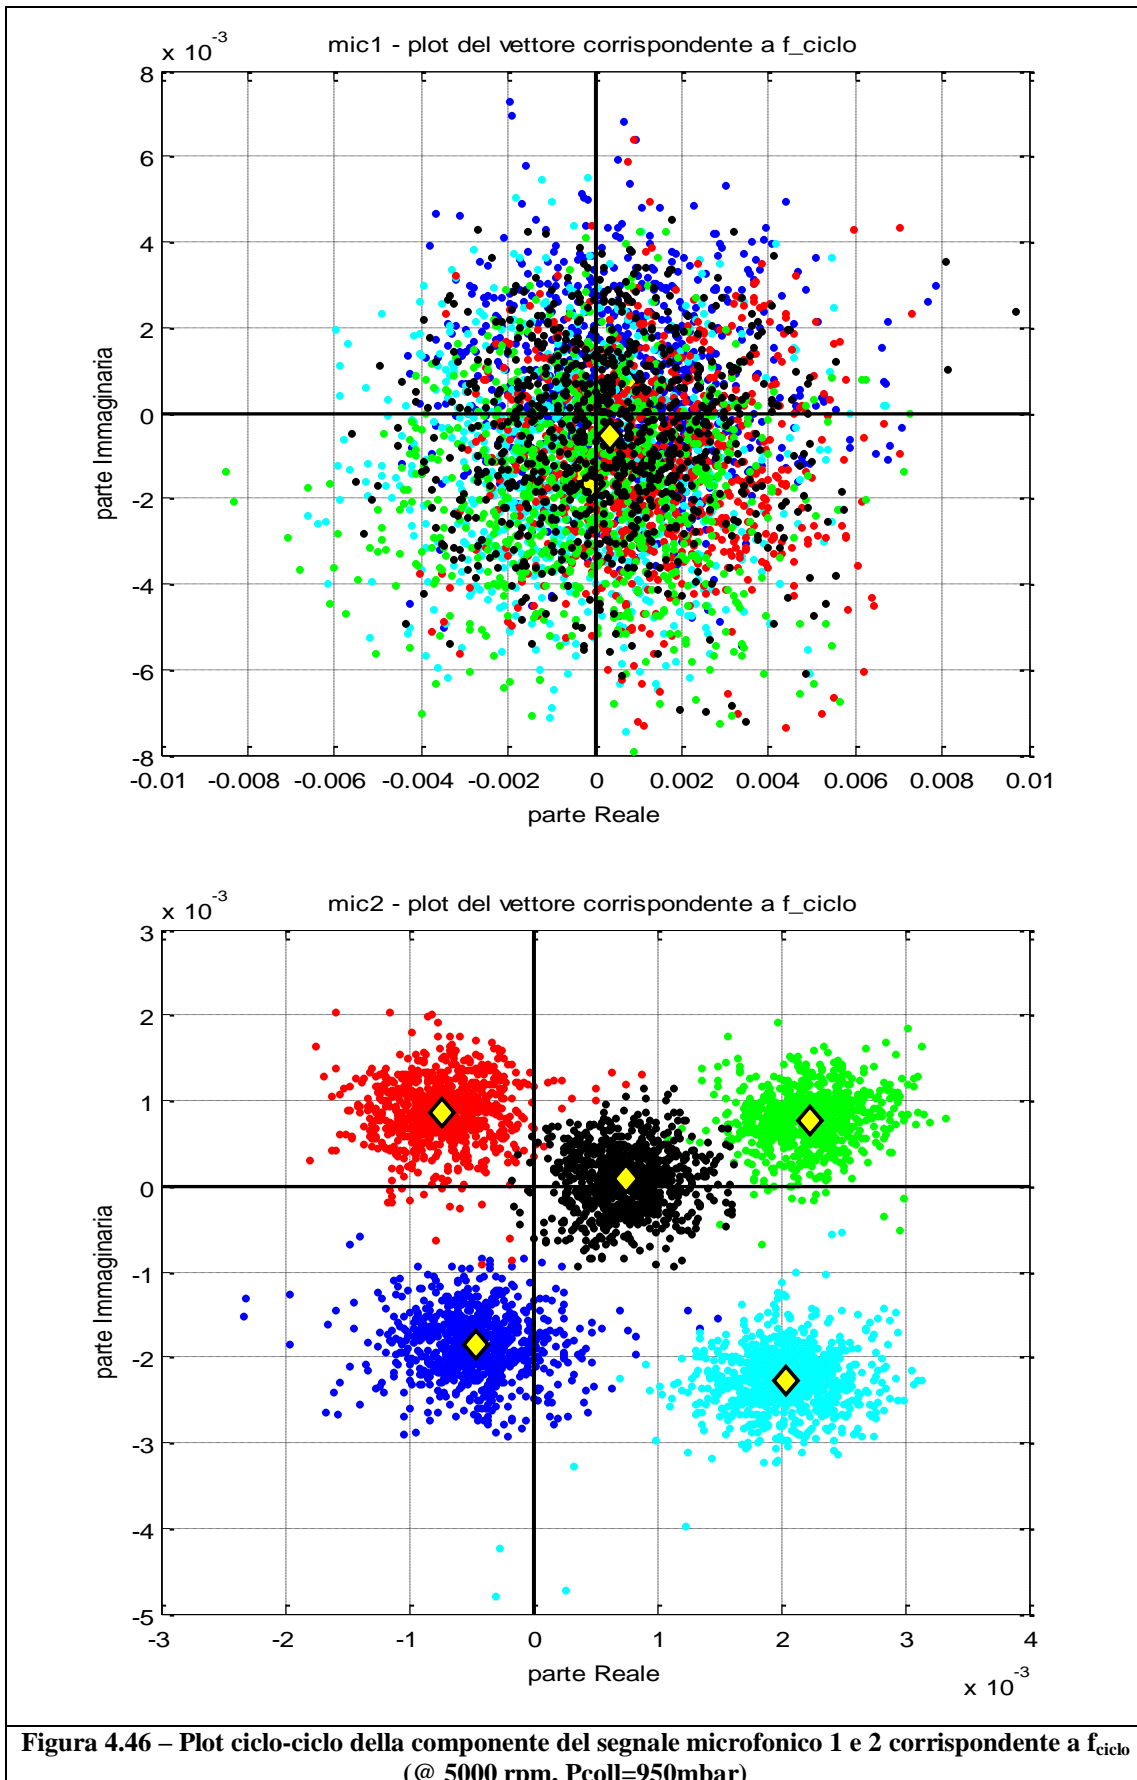 x 10-3
mic1 - plot del vettore corrispondente a f_ciclo
8
6
4
2
0
-2
-4
-6
-8
parte Immaginaria
-0.01 -0.008 -0.006 -0.004 -0.002 0 0.002 0.004 0.006 0.008 0.01
parte Reale
x 10-3
mic2 - plot del vettore corrispondente a f_ciclo
3
2
1
0
-1
-2
-3
-4
-5
parte Immaginaria
-3 -2 -1 0 1 2 3 4
parte Reale
x 10-3
Figura 4.46 – Plot ciclo-ciclo della componente del segnale microfonico 1 e 2 corrispondente a fciclo
(@ 5000 rpm, Pcoll=950mbar)